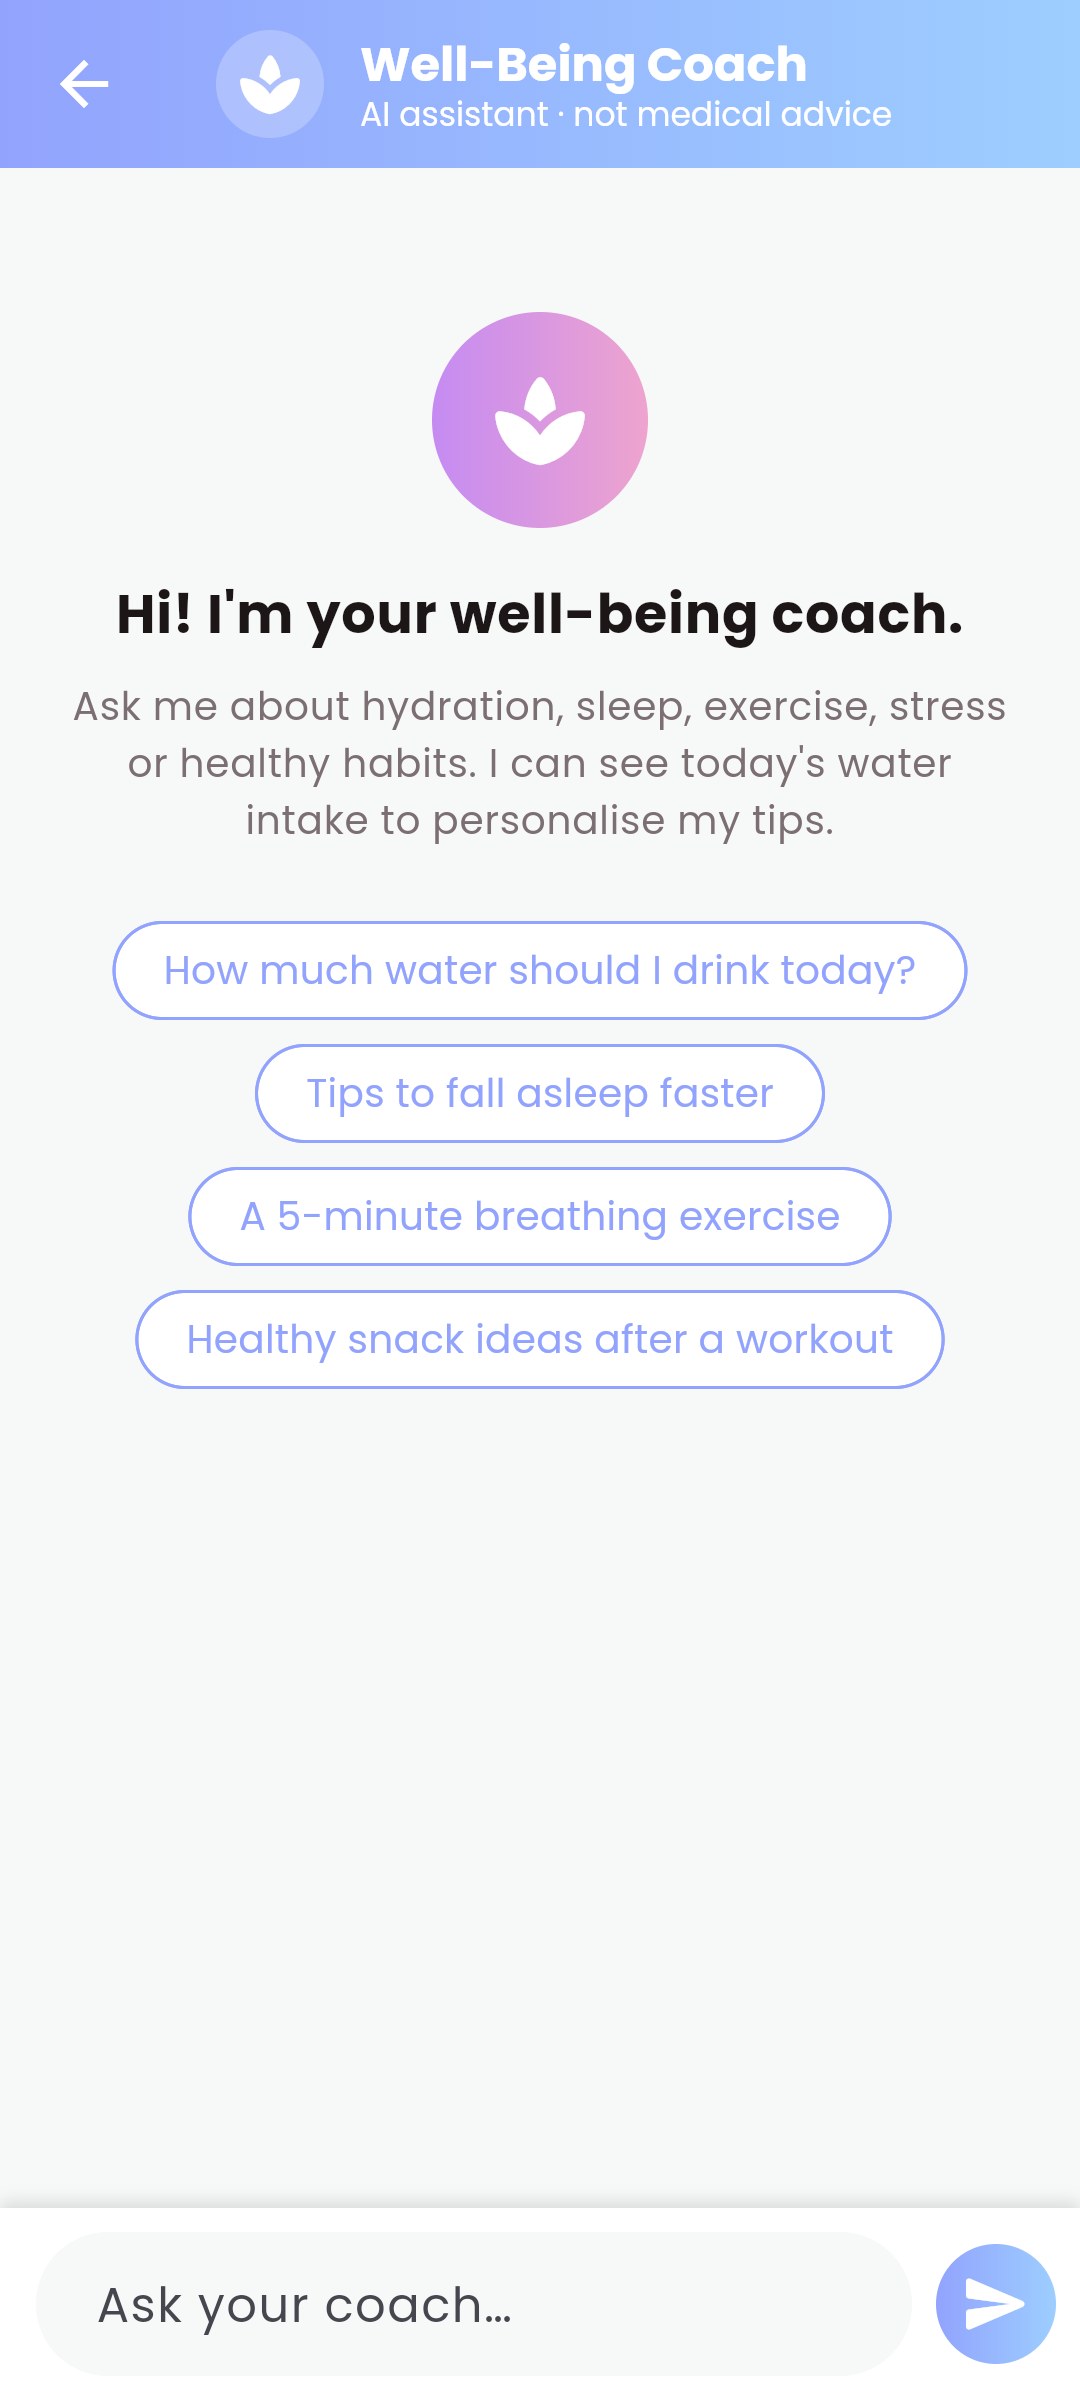 Well-Being Coach
AI assistant · not medical advice
Hi! I'm your well-being coach.
Ask me about hydration, sleep, exercise, stress
or healthy habits. I can see today's water
intake to personalise my tips.
How much water should I drink today?
Tips to fall asleep faster
A 5-minute breathing exercise
Healthy snack ideas after a workout
Ask your coach…